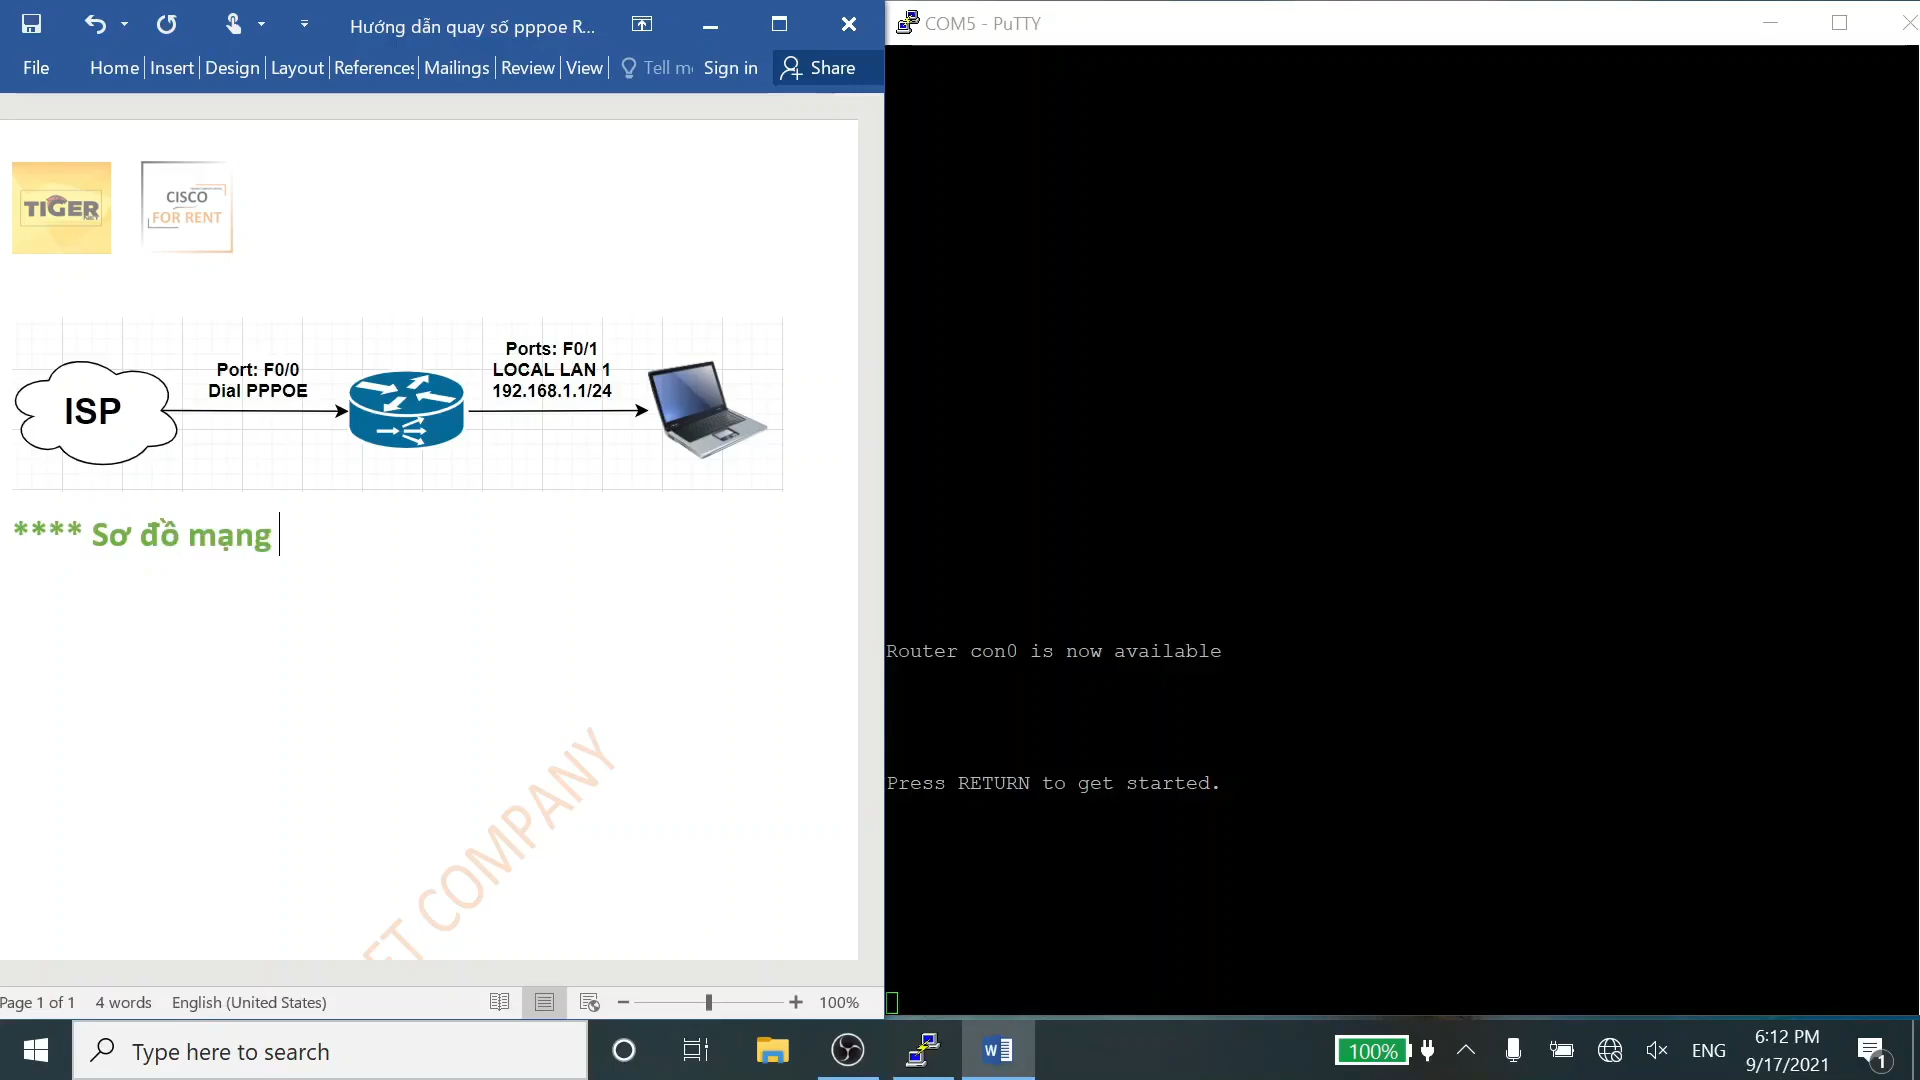 Hướng dẫn quay số pppoe R...
File Home Insert Design Layout References Mailings Review View Tell me Sign in Share
TIGER
CISCO
FOR RENT
Port: F0/0
Dial PPPOE
Ports: F0/1
LOCAL LAN 1
192.168.1.1/24
ISP
**** Sơ đồ mạng
ET COMPANY
Page 1 of 1 4 words English (United States) 100%
COM5 - PuTTY
Router con0 is now available
Press RETURN to get started.
Type here to search
100%
ENG
6:12 PM
9/17/2021
1